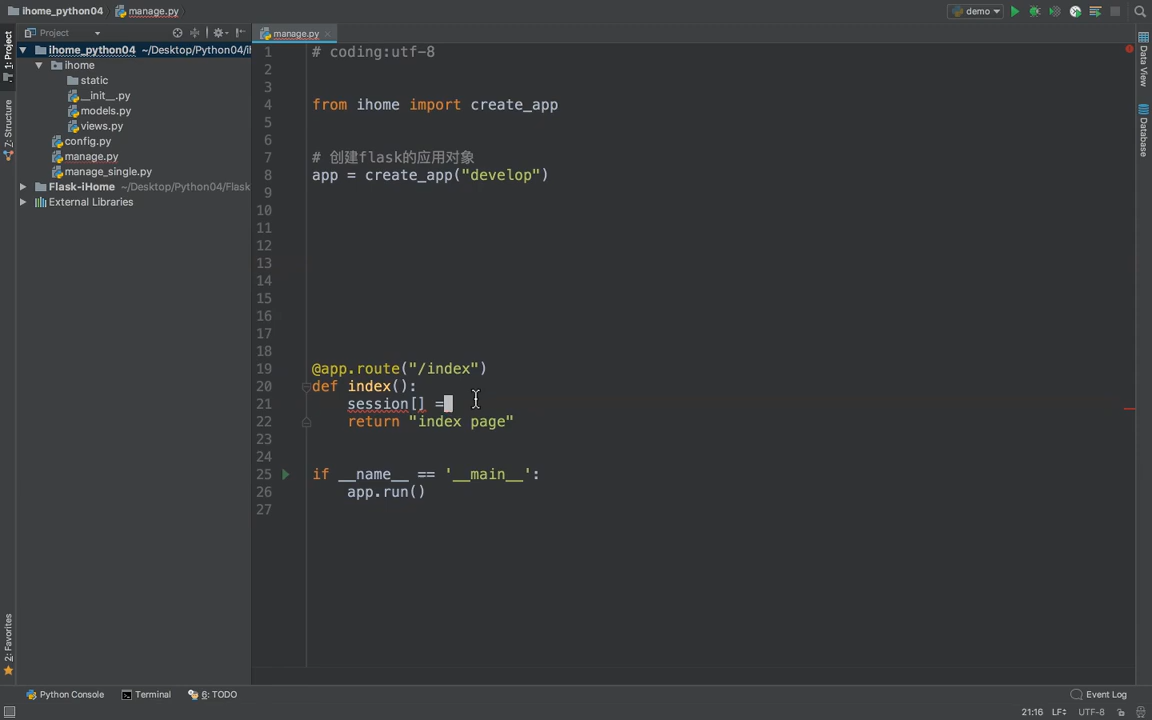 ihome_python04 manage.py demo
Project
manage.py
1: Project
ihome_python04 ~/Desktop/Python04/i
ihome
static
__init__.py
models.py
views.py
config.py
manage.py
manage_single.py
Flask-iHome ~/Desktop/Python04/Flask
External Libraries
Z: Structure
2: Favorites
Data View
Database
1 # coding:utf-8
2
3
4 from ihome import create_app
5
6
7 # 创建flask的应用对象
8 app = create_app("develop")
9
10
11
12
13
14
15
16
17
18
19 @app.route("/index")
20 def index():
21 session[] =
22 return "index page"
23
24
25 if __name__ == '__main__':
26 app.run()
27
Python Console Terminal 6: TODO Event Log
21:16 LF UTF-8